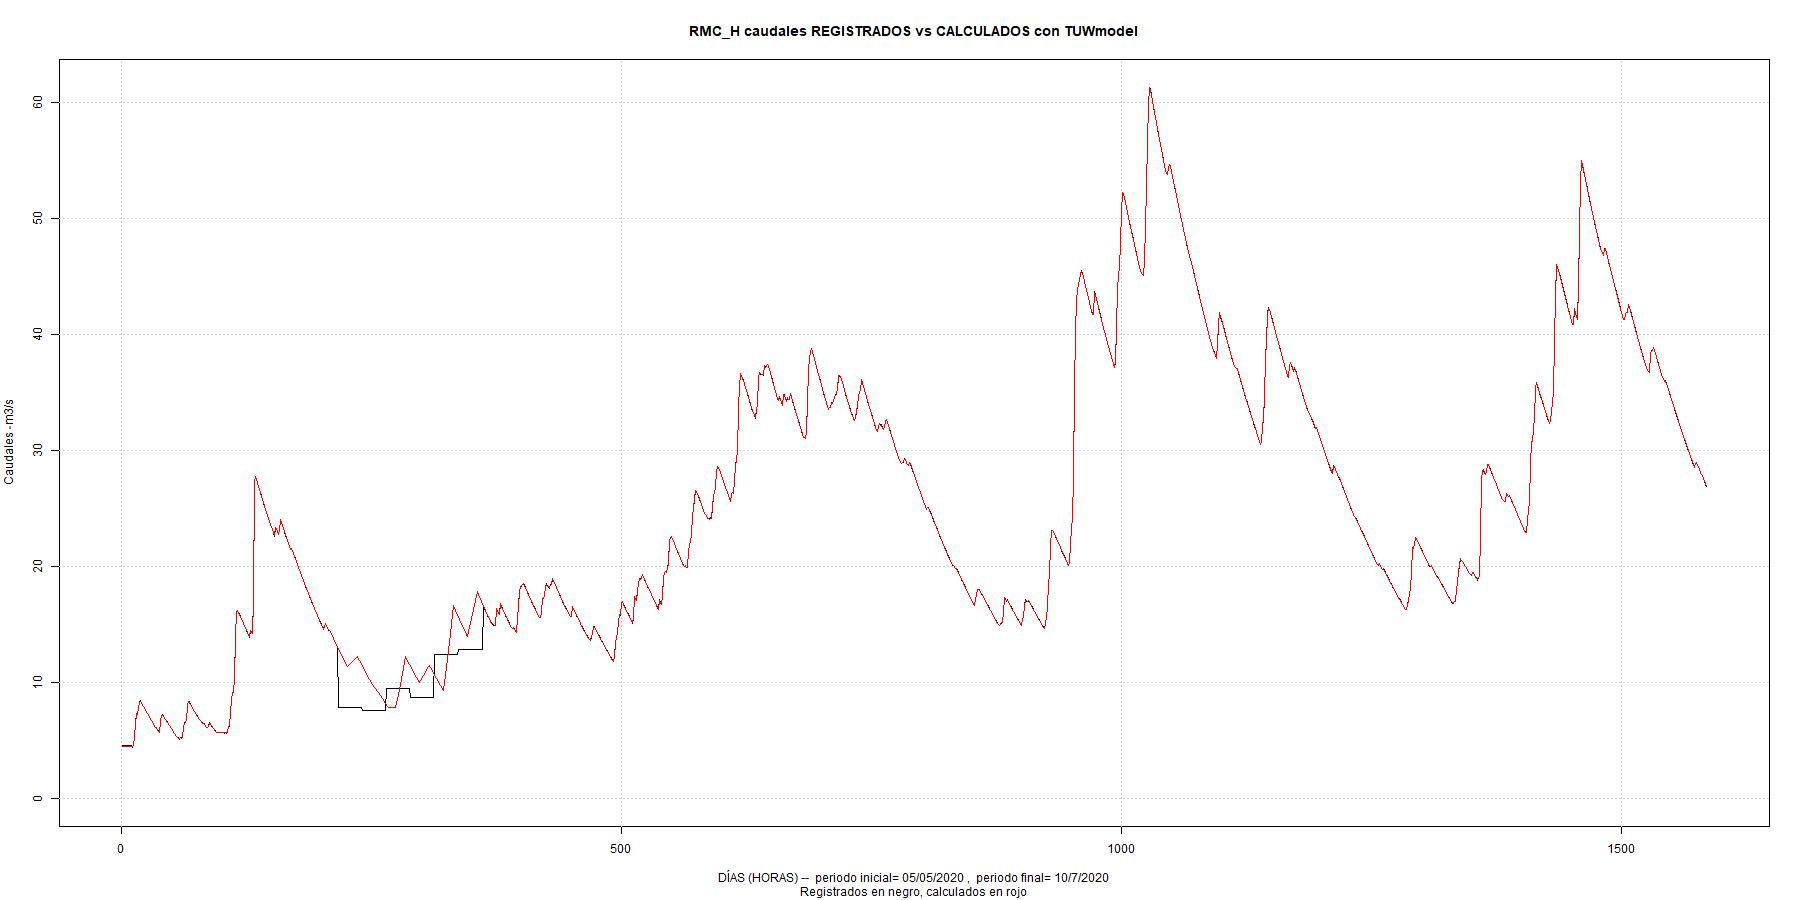 RMC_H caudales REGISTRADOS vs CALCULADOS con TUWmodel
Caudales -m3/s
60
50
40
30
20
10
0
0
500
1000
1500
DÍAS (HORAS) --  periodo inicial= 05/05/2020 ,  periodo final= 10/7/2020
Registrados en negro, calculados en rojo